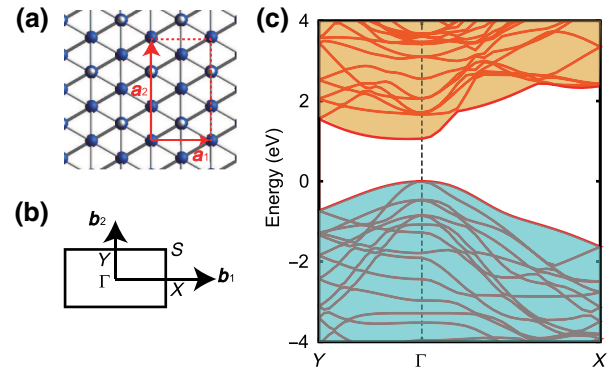 (a)
a₂
a₁
(b)
b₂
Y
S
Γ
X
b₁
(c)
Energy (eV)
4
2
0
−2
−4
Y
Γ
X